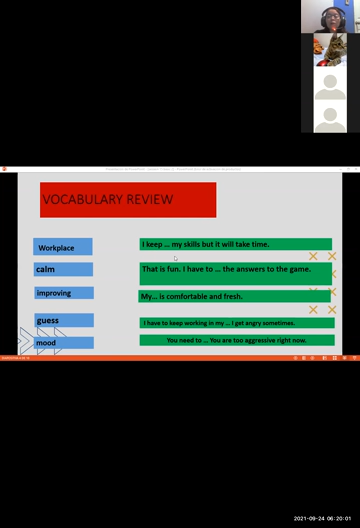 VOCABULARY REVIEW
Workplace
I keep ... my skills but it will take time.
calm
That is fun. I have to ... the answers to the game.
improving
My... is comfortable and fresh.
guess
I have to keep working in my ... I get angry sometimes.
mood
You need to ... You are too aggressive right now.
2021-09-24 06:20:01